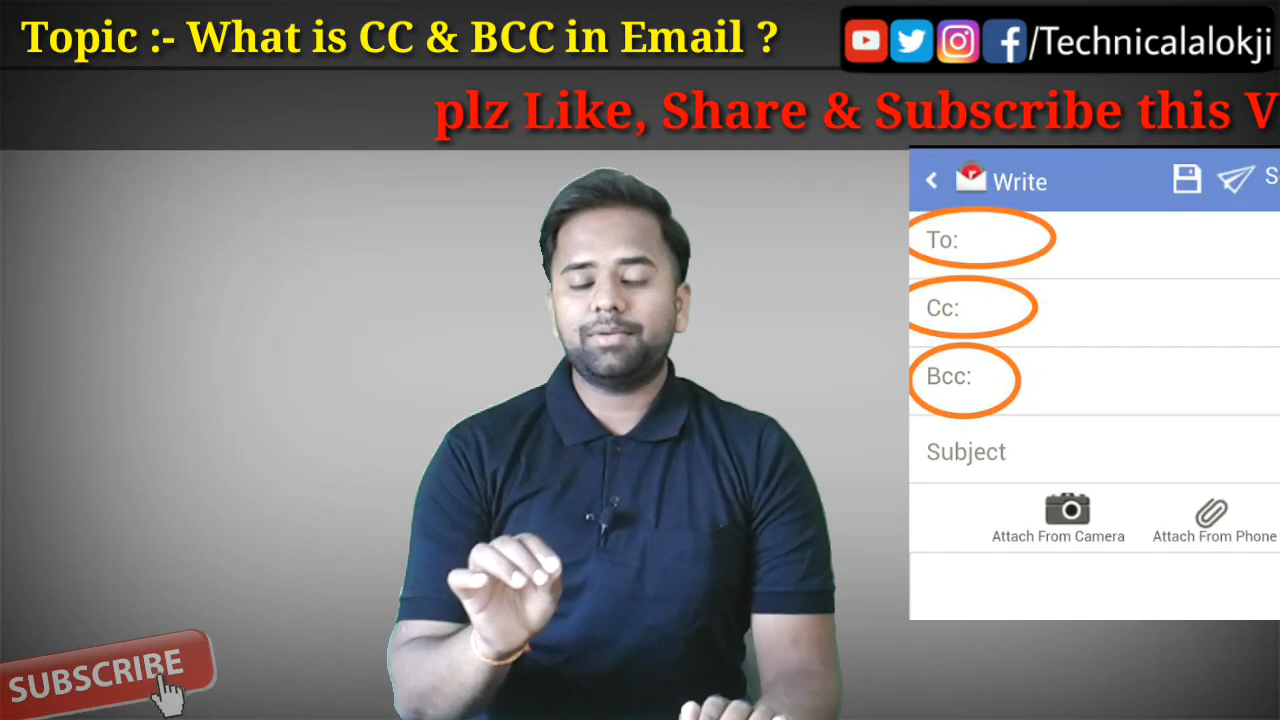 Topic :- What is CC & BCC in Email ?
/Technicalalokji
plz Like, Share & Subscribe this V
Write
S
To:
Cc:
Bcc:
Subject
Attach From Camera
Attach From Phone
SUBSCRIBE